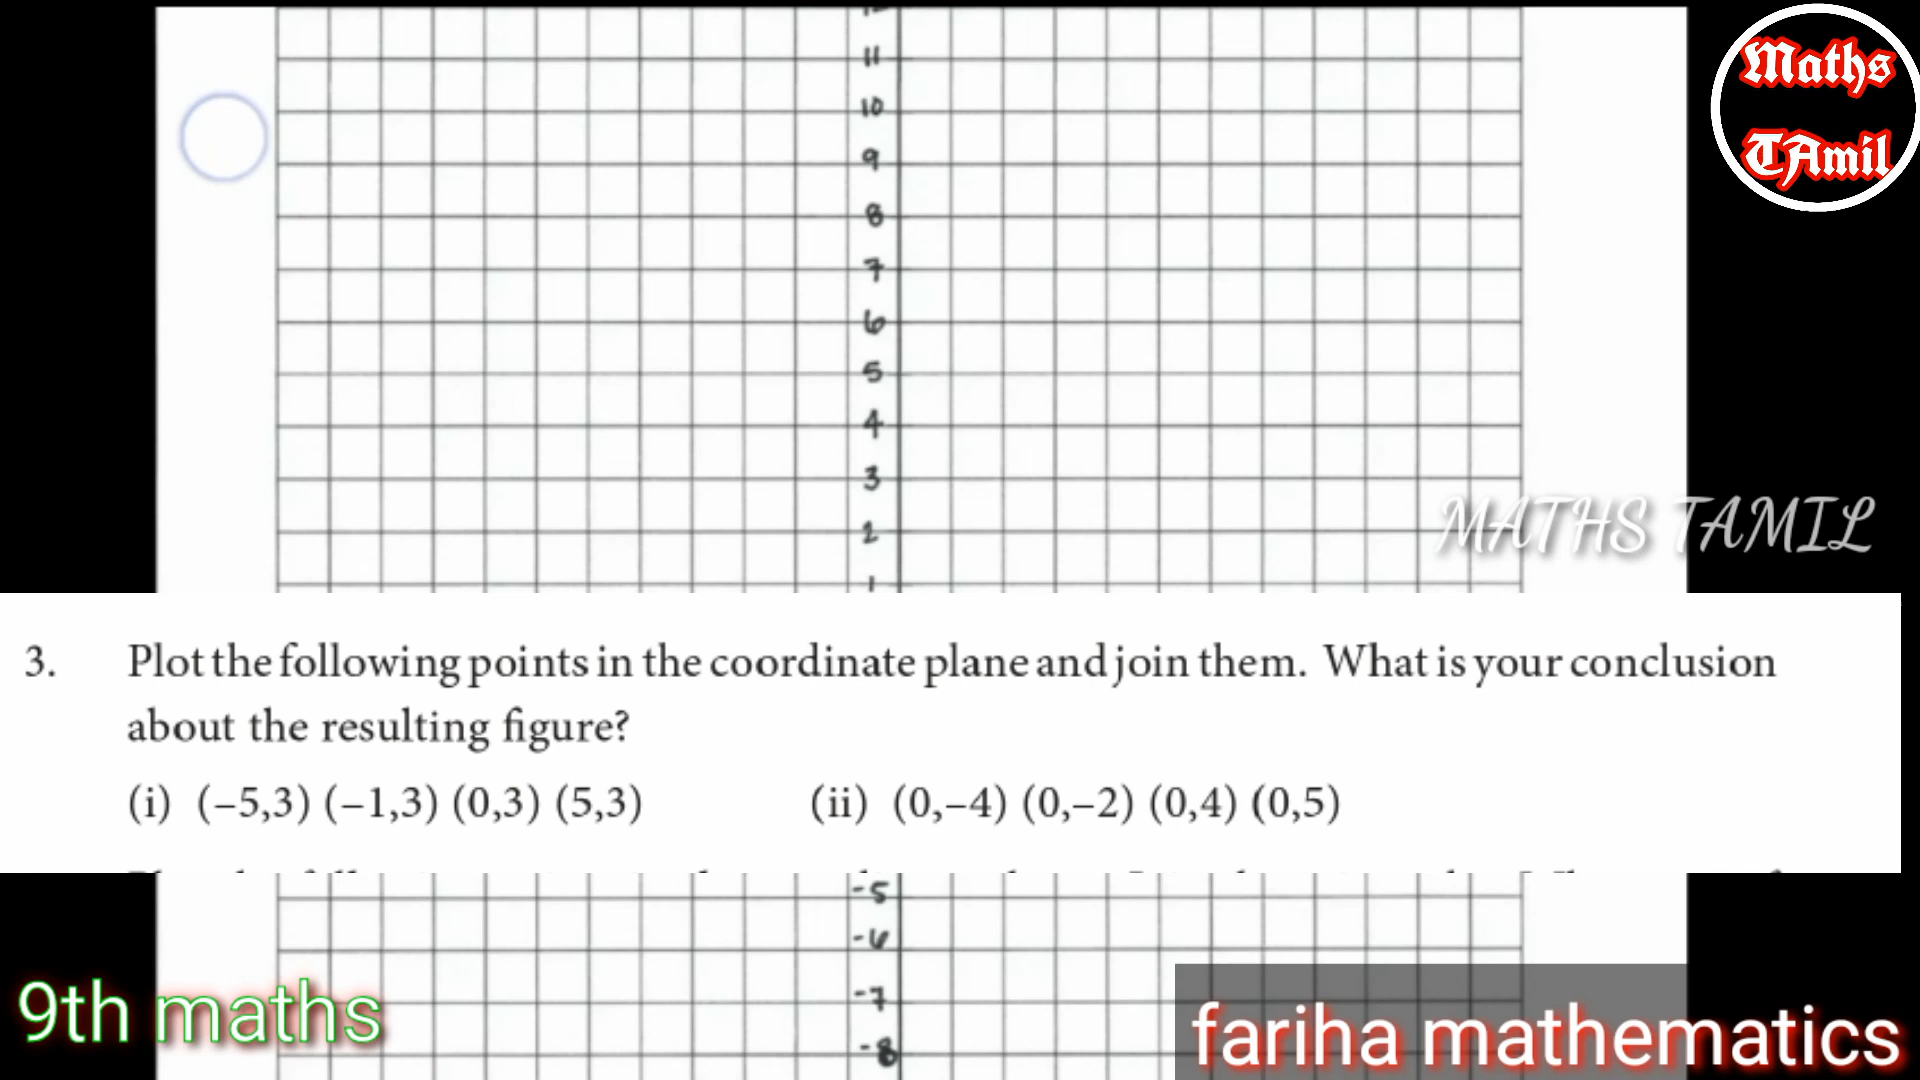 11
10
9
8
7
6
5
4
3
2
1
Maths
TAmil
MATHS TAMIL
3. Plot the following points in the coordinate plane and join them. What is your conclusion
about the resulting figure?
(i) (–5,3) (–1,3) (0,3) (5,3) (ii) (0,–4) (0,–2) (0,4) (0,5)
-5
-6
-7
-8
9th maths
fariha mathematics